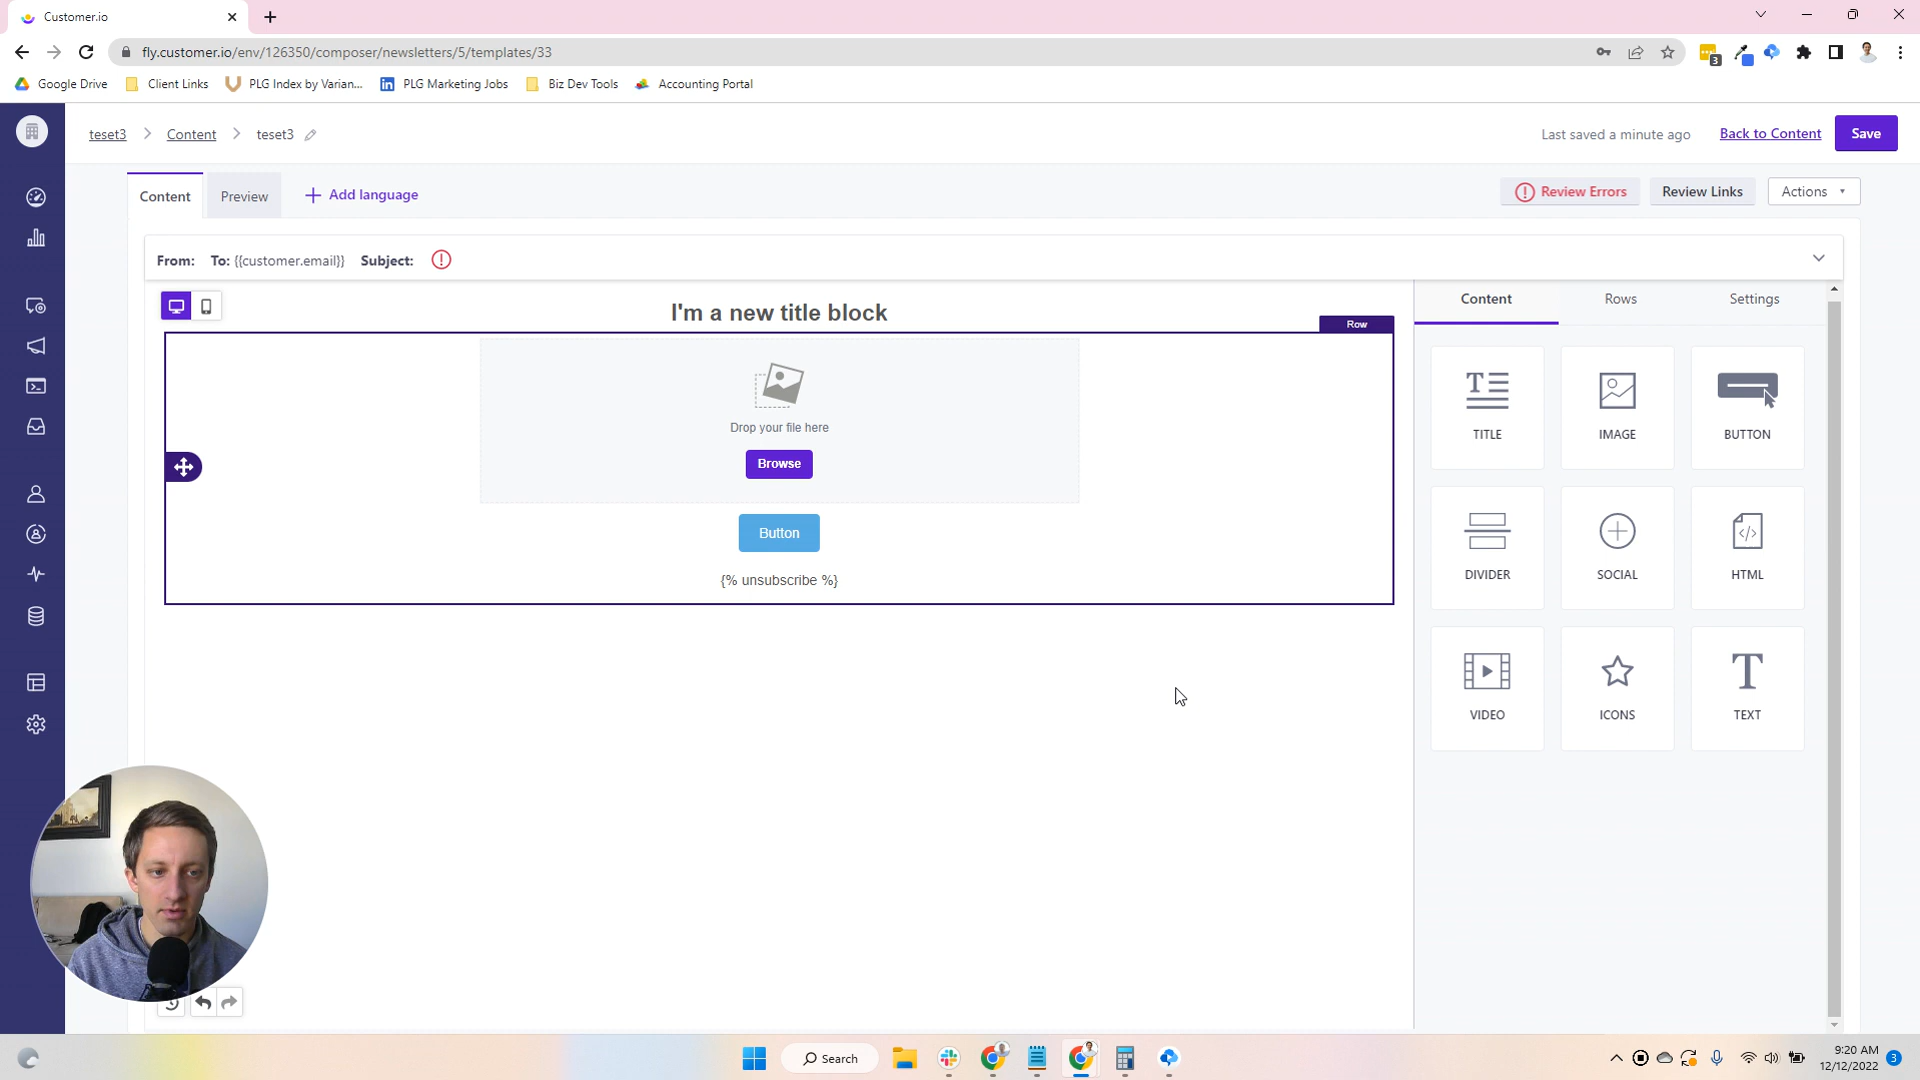 Customer.io
fly.customer.io/env/126350/composer/newsletters/5/templates/33
3
Google Drive
Client Links
PLG Index by Varian...
PLG Marketing Jobs
Biz Dev Tools
Accounting Portal
teset3
Content
teset3
Last saved a minute ago
Back to Content
Save
Content
Preview
Add language
Review Errors
Review Links
Actions
From:
To: {{customer.email}}
Subject:
I'm a new title block
Row
Drop your file here
Browse
Button
{% unsubscribe %}
Content
Rows
Settings
TITLE
IMAGE
BUTTON
DIVIDER
SOCIAL
HTML
VIDEO
ICONS
TEXT
Search
9:20 AM
12/12/2022
3